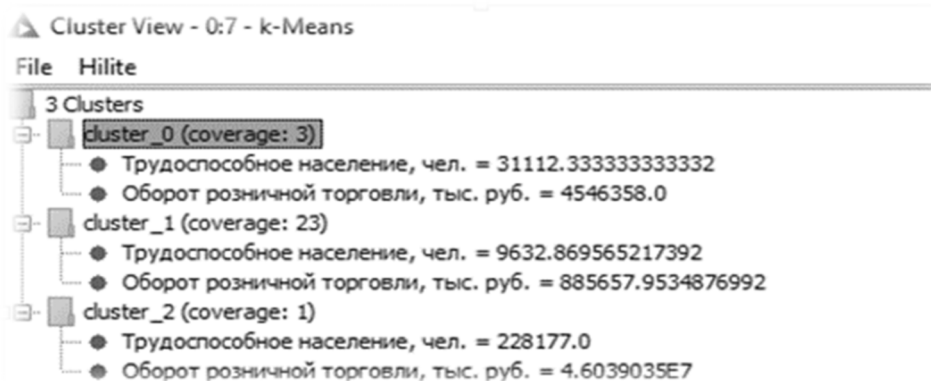 Cluster View - 0:7 - k-Means
File Hilite
3 Clusters
cluster_0 (coverage: 3)
Трудоспособное население, чел. = 31112.333333333332
Оборот розничной торговли, тыс. руб. = 4546358.0
cluster_1 (coverage: 23)
Трудоспособное население, чел. = 9632.869565217392
Оборот розничной торговли, тыс. руб. = 885657.9534876992
cluster_2 (coverage: 1)
Трудоспособное население, чел. = 228177.0
Оборот розничной торговли, тыс. руб. = 4.6039035E7